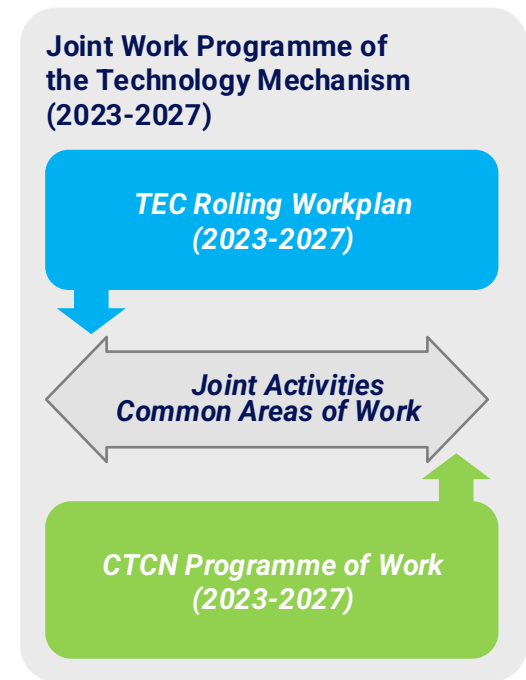 Joint Work Programme of
the Technology Mechanism
(2023-2027)
TEC Rolling Workplan
(2023-2027)
Joint Activities
Common Areas of Work
CTCN Programme of Work
(2023-2027)